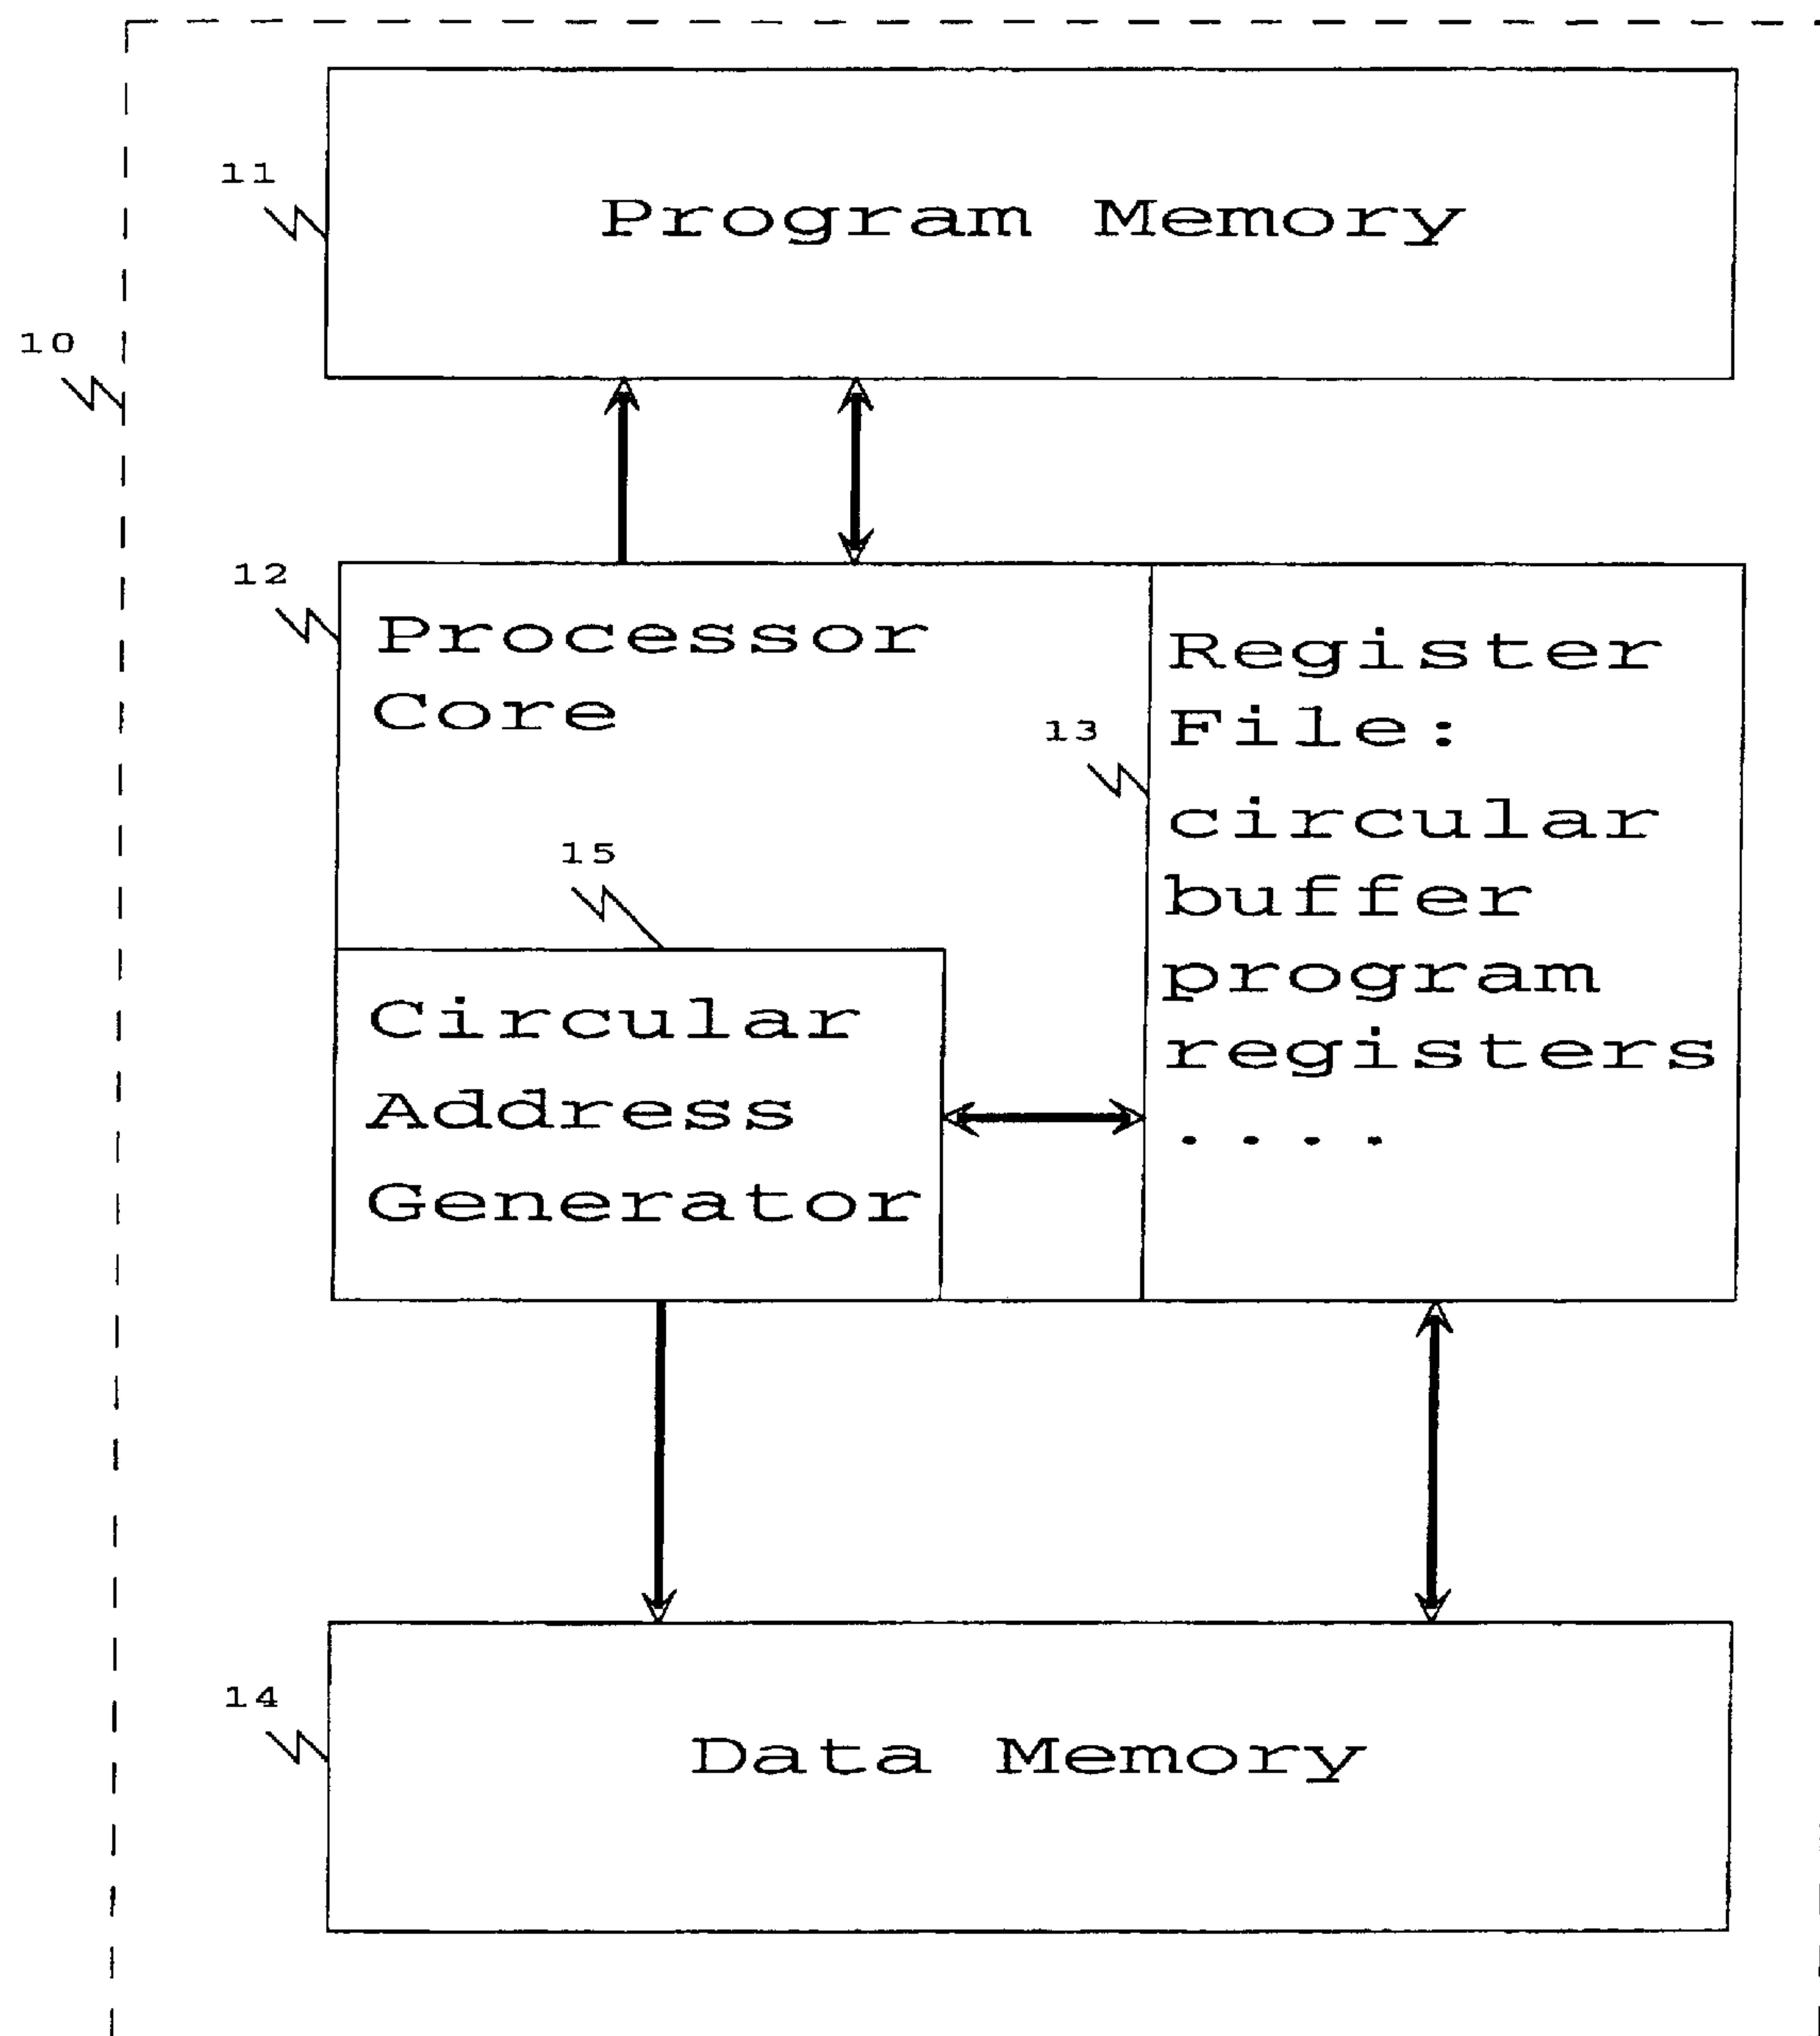 11
Program Memory
10
12
Processor
Core
13
Register
File:
circular
buffer
program
registers
....
15
Circular
Address
Generator
14
Data Memory